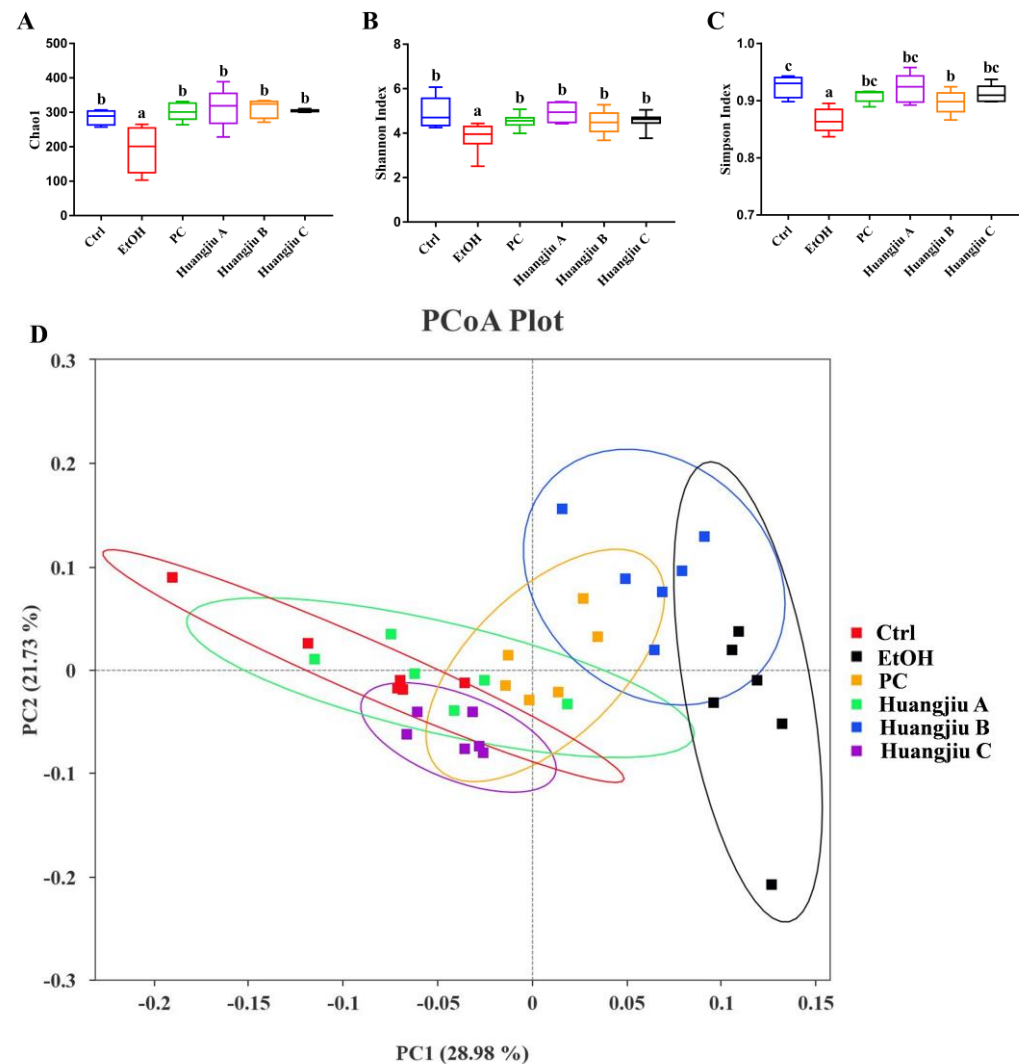 A
500
400
300
200
100
0
Chao1
b
a
b
b
b
b
Ctrl
EtOH
PC
Huangjiu A
Huangjiu B
Huangjiu C
B
8
6
4
2
0
Shannon Index
b
a
b
b
b
b
Ctrl
EtOH
PC
Huangjiu A
Huangjiu B
Huangjiu C
C
1.0
0.9
0.8
0.7
Simpson Index
c
a
bc
bc
b
bc
Ctrl
EtOH
PC
Huangjiu A
Huangjiu B
Huangjiu C
PCoA Plot
D
0.3
0.2
0.1
0
-0.1
-0.2
-0.3
PC2 (21.73 %)
-0.2
-0.15
-0.1
-0.05
0
0.05
0.1
0.15
PC1 (28.98 %)
Ctrl
EtOH
PC
Huangjiu A
Huangjiu B
Huangjiu C